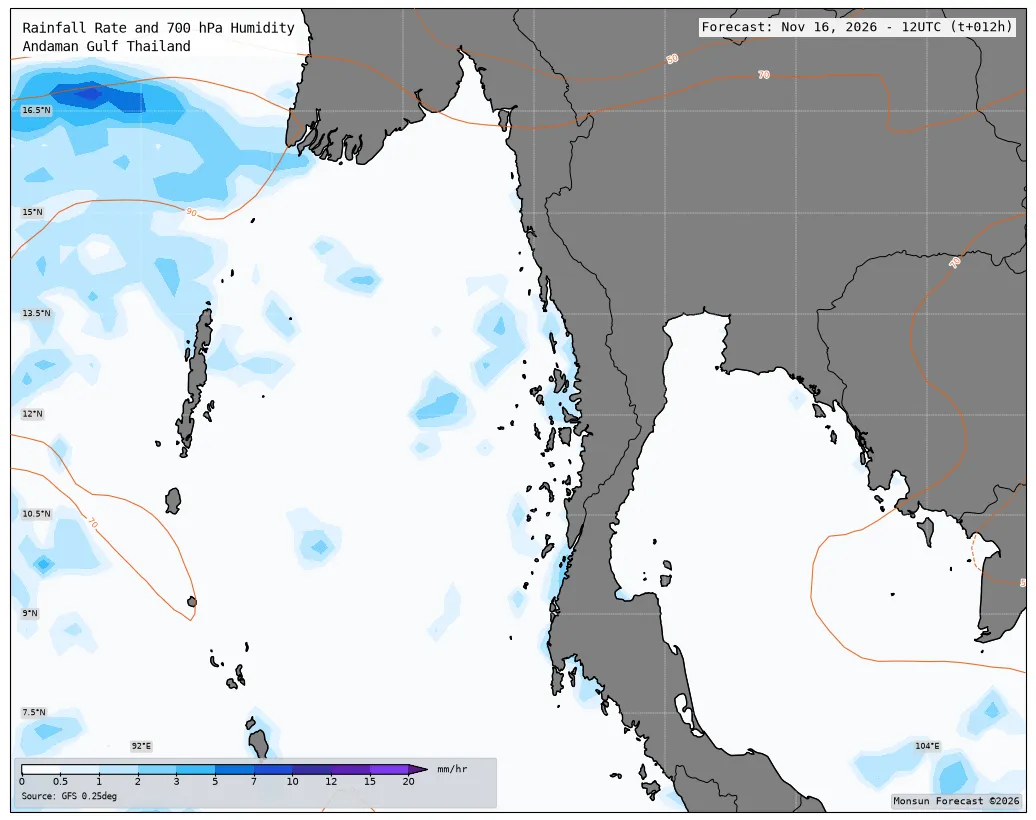 Rainfall Rate and 700 hPa Humidity
Andaman Gulf Thailand
Forecast: Nov 16, 2026 - 12UTC (t+012h)
50
70
16.5°N
15°N
90
70
13.5°N
12°N
10.5°N
70
9°N
7.5°N
92°E
104°E
mm/hr
0 0.5 1 2 3 5 7 10 12 15 20
Source: GFS 0.25deg
Monsun Forecast ©2026